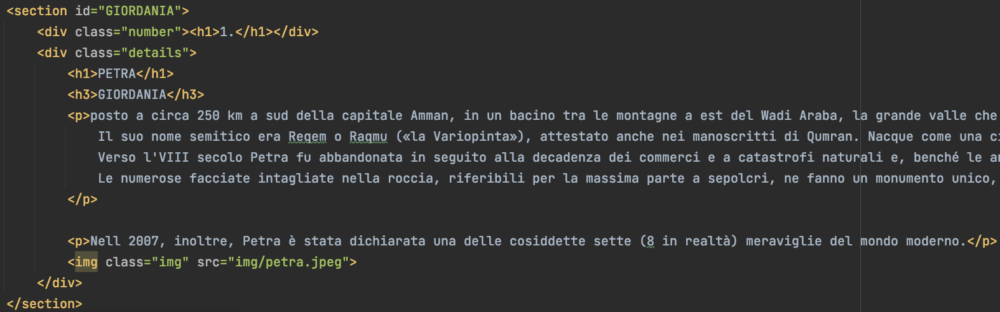 <section id="GIORDANIA">
<div class="number"><h1>1.</h1></div>
<div class="details">
<h1>PETRA</h1>
<h3>GIORDANIA</h3>
<p>posto a circa 250 km a sud della capitale Amman, in un bacino tra le montagne a est del Wadi Araba, la grande valle che
Il suo nome semitico era Reqem o Raqmu («la Variopinta»), attestato anche nei manoscritti di Qumran. Nacque come una
Verso l'VIII secolo Petra fu abbandonata in seguito alla decadenza dei commerci e a catastrofi naturali e, benché le
Le numerose facciate intagliate nella roccia, riferibili per la massima parte a sepolcri, ne fanno un monumento unico,
</p>
<p>Nell 2007, inoltre, Petra è stata dichiarata una delle cosiddette sette (8 in realtà) meraviglie del mondo moderno.</p>
<img class="img" src="img/petra.jpeg">
</div>
</section>